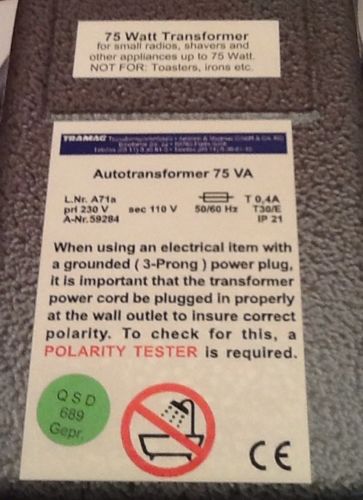 75 Watt Transformer
for small radios, shavers and
other appliances up to 75 Watt.
NOT FOR: Toasters, irons etc.
TRAMAG
Autotransformer 75 VA
L.Nr. A71a T 0,4A
pri 230 V sec 110 V 50/60 Hz T30/E
A-Nr. 59284 IP 21
When using an electrical item with
a grounded ( 3-Prong ) power plug,
it is important that the transformer
power cord be plugged in properly
at the wall outlet to insure correct
polarity. To check for this, a
POLARITY TESTER is required.
QSD
689
Gepr.
CE